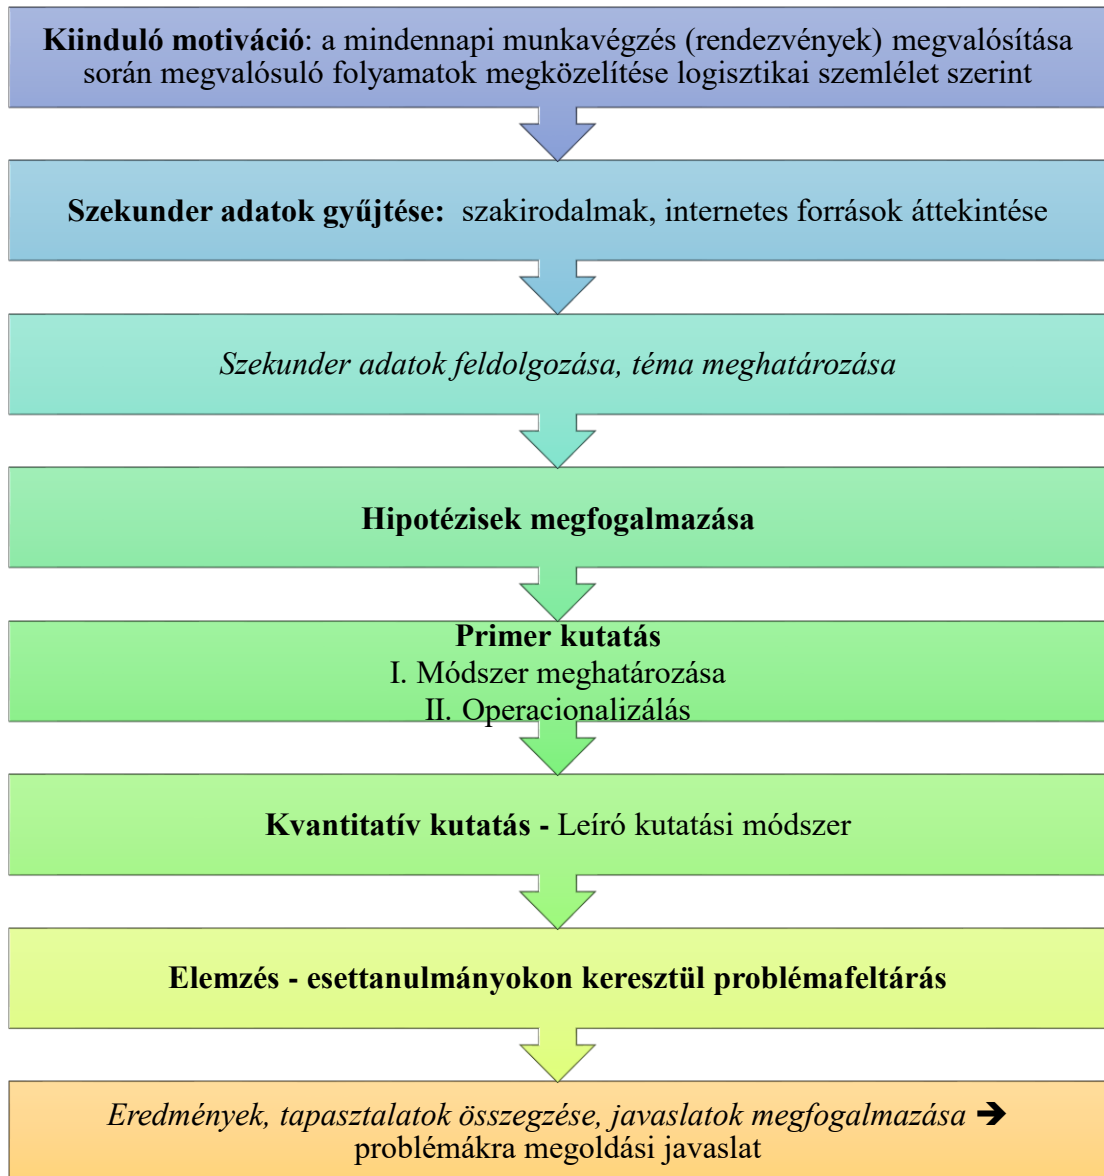 Kiinduló motiváció: a mindennapi munkavégzés (rendezvények) megvalósítása
során megvalósuló folyamatok megközelítése logisztikai szemlélet szerint
Szekunder adatok gyűjtése: szakirodalmak, internetes források áttekintése
Szekunder adatok feldolgozása, téma meghatározása
Hipotézisek megfogalmazása
Primer kutatás
I. Módszer meghatározása
II. Operacionalizálás
Kvantitatív kutatás - Leíró kutatási módszer
Elemzés - esettanulmányokon keresztül problémafeltárás
Eredmények, tapasztalatok összegzése, javaslatok megfogalmazása ➔
problémákra megoldási javaslat